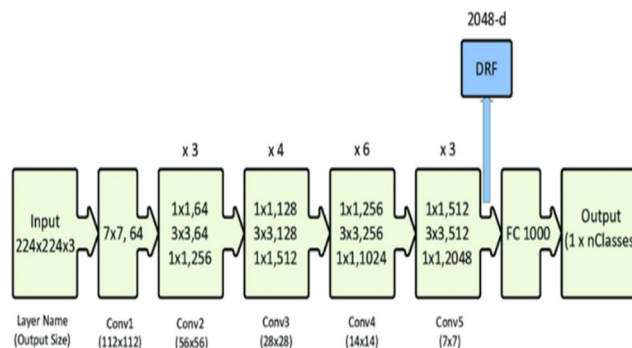 2048-d
DRF
x 3
x 4
x 6
x 3
Input
224x224x3
7x7, 64
1x1,64
3x3,64
1x1,256
1x1,128
3x3,128
1x1,512
1x1,256
3x3,256
1x1,1024
1x1,512
3x3,512
1x1,2048
FC 1000
Output
(1 x nClasses
Layer Name
(Output Size)
Conv1
(112x112)
Conv2
(56x56)
Conv3
(28x28)
Conv4
(14x14)
Conv5
(7x7)